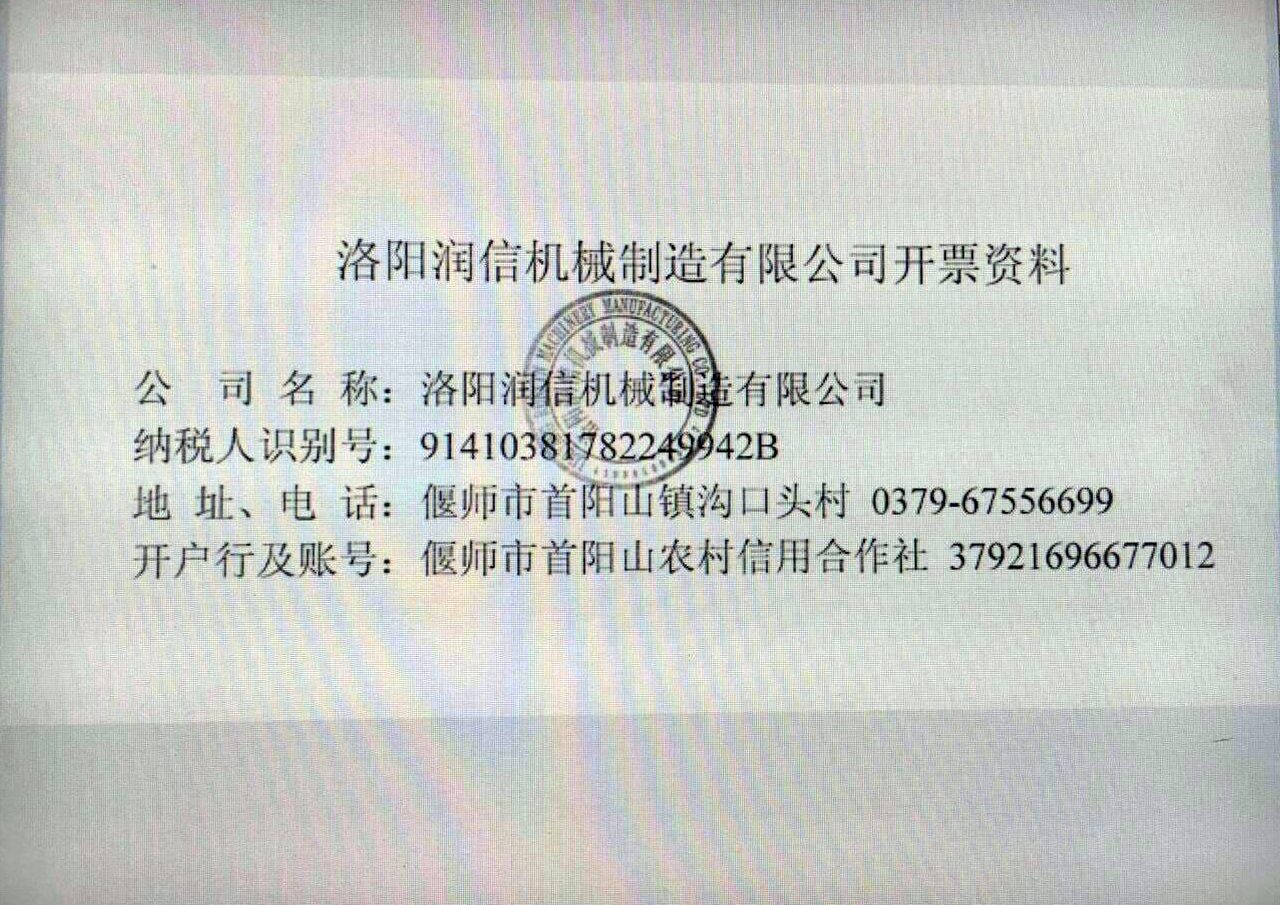 洛阳润信机械制造有限公司开票资料
MACHINERY MANUFACTURING CO., LTD
机械制造有限公司
公 司 名 称：洛阳润信机械制造有限公司
纳税人识别号：91410381782249942B
地 址、电 话：偃师市首阳山镇沟口头村 0379-67556699
开户行及账号：偃师市首阳山农村信用合作社 37921696677012